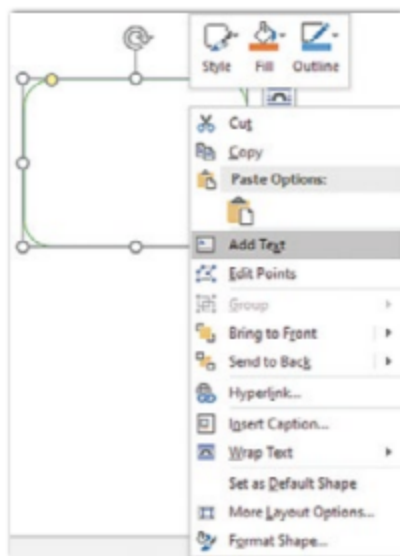 Style Fill Outline
Cut
Copy
Paste Options:
Add Text
Edit Points
Group
Bring to Front
Send to Back
Hyperlink...
Insert Caption...
Wrap Text
Set as Default Shape
More Layout Options...
Format Shape...